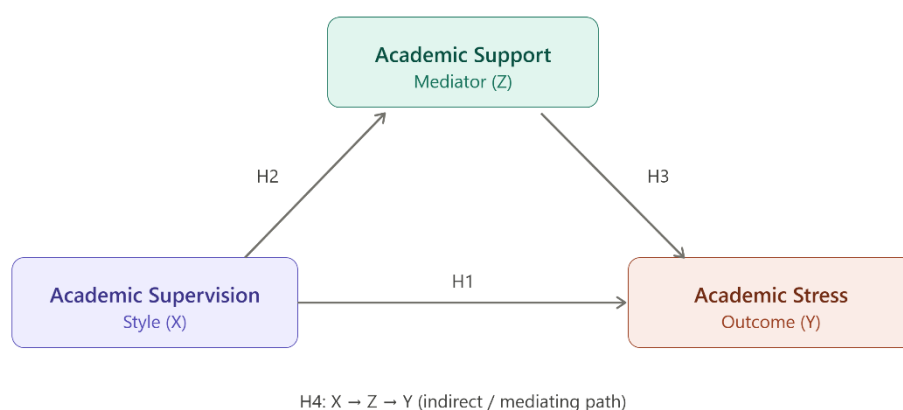 Academic Support
Mediator (Z)
H2
H3
Academic Supervision
Style (X)
H1
Academic Stress
Outcome (Y)
H4: X → Z → Y (indirect / mediating path)